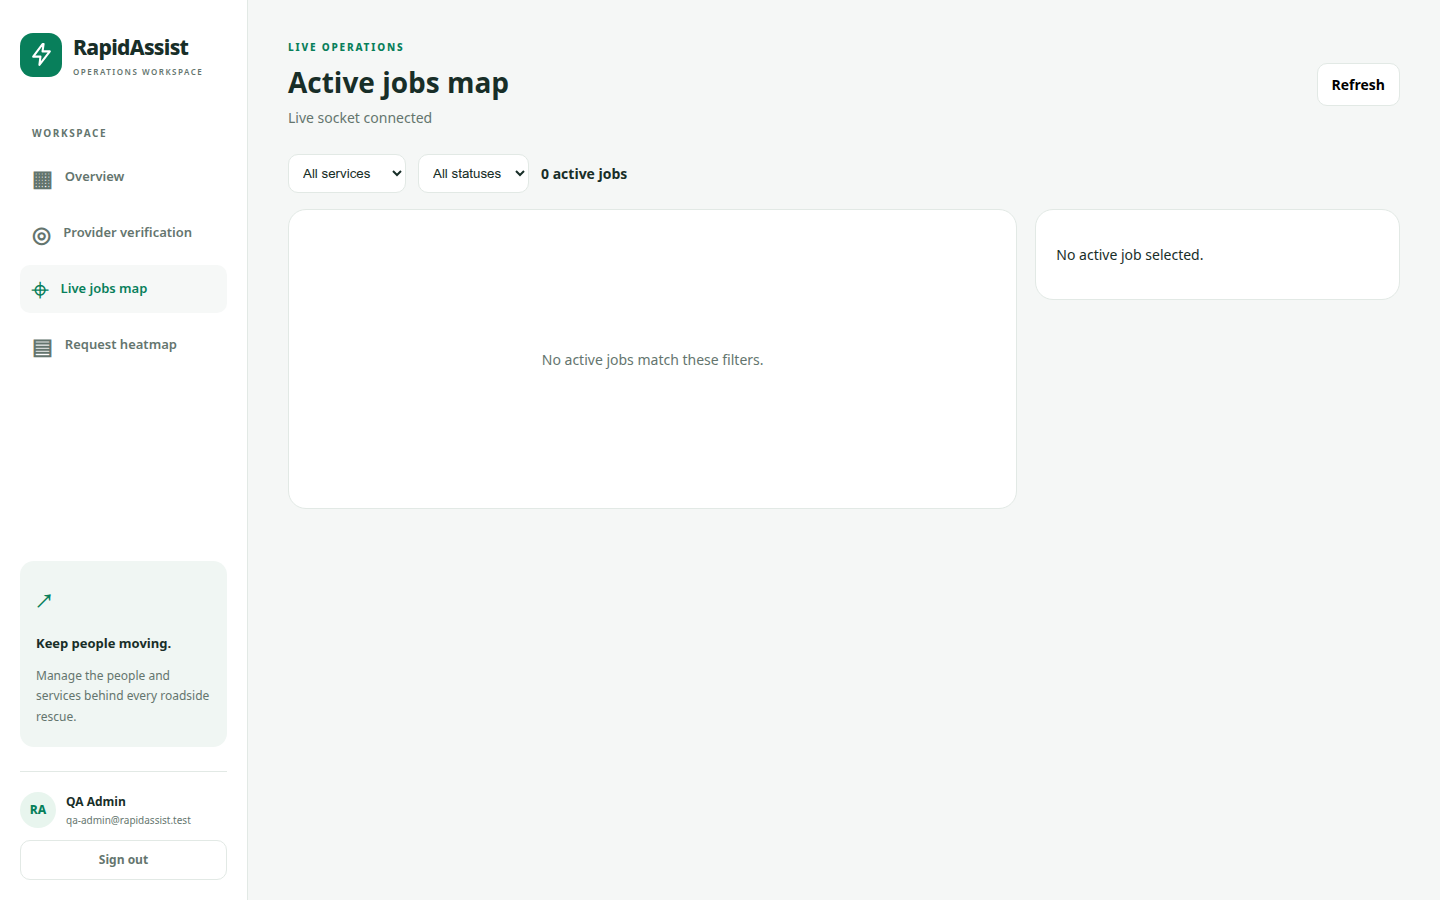 RapidAssist
OPERATIONS WORKSPACE
WORKSPACE
Overview
Provider verification
Live jobs map
Request heatmap
Keep people moving.
Manage the people and
services behind every roadside
rescue.
RA
QA Admin
qa-admin@rapidassist.test
Sign out
LIVE OPERATIONS
Active jobs map
Live socket connected
Refresh
All services
All statuses
0 active jobs
No active jobs match these filters.
No active job selected.